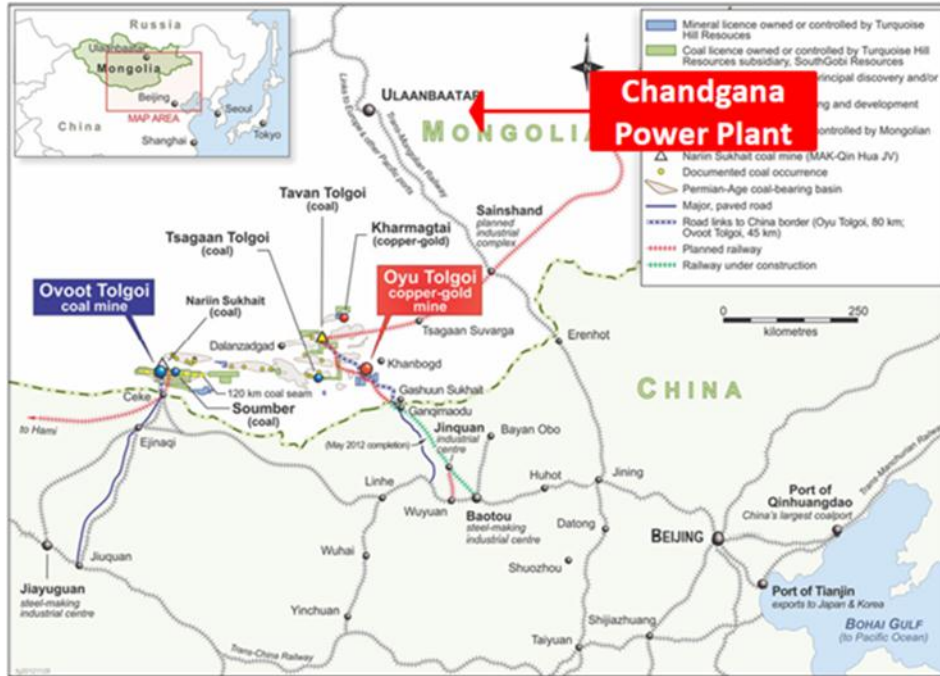 Russia
Ulaanbaatar
Mongolia
Beijing
MAP AREA
China
Seoul
Tokyo
Shanghai
N
Mineral licence owned or controlled by Turquoise
Hill Resouces
Coal licence owned or controlled by Turquoise Hill
Resources subsidiary, SouthGobi Resources
principal discovery and/or
ng and development
controlled by Mongolian
Nariin Sukhait coal mine (MAK-Qin Hua JV)
Documented coal occurrence
Permian-Age coal-bearing basin
Major, paved road
Road links to China border (Oyu Tolgoi, 80 km;
Ovoot Tolgoi, 45 km)
Planned railway
Railway under construction
Chandgana
Power Plant
ULAANBAATAR
MONGOLIA
Links to Europe & other Pacific ports
Trans-Mongolian Railway
Tavan Tolgoi
(coal)
Kharmagtai
(copper-gold)
Sainshand
planned
industrial
complex
Tsagaan Tolgoi
(coal)
Ovoot Tolgoi
coal mine
Nariin Sukhait
(coal)
Oyu Tolgoi
copper-gold
mine
0
250
kilometres
Dalanzadgad
Tsagaan Suvarga
Erenhot
Khanbogd
120 km coal seam
Soumber
(coal)
Ceke
Gashuun Sukhait
Ganqimaodu
CHINA
to Hami
Ejinaqi
(May 2012 completion)
Jinquan
industrial
centre
Bayan Obo
Linhe
Wuyuan
Baotou
steel-making
industrial centre
Huhot
Jining
Trans-Manchurian Railway
Port of
Qinhuangdao
China's largest coalport
BEIJING
Datong
Wuhai
Shuozhou
Jiuquan
Jiayuguan
steel-making
industrial centre
Port of Tianjin
exports to Japan & Korea
Yinchuan
Shijiazhuang
BOHAI GULF
(to Pacific Ocean)
Taiyuan
Trans-China Railway